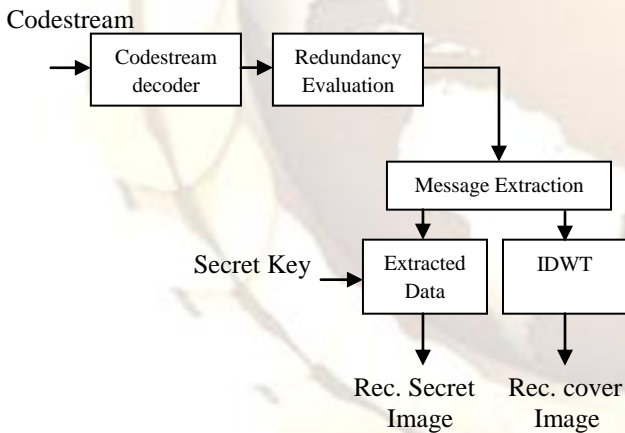 Codestream
Codestream
decoder
Redundancy
Evaluation
Message Extraction
Secret Key
Extracted
Data
IDWT
Rec. Secret
Image
Rec. cover
Image